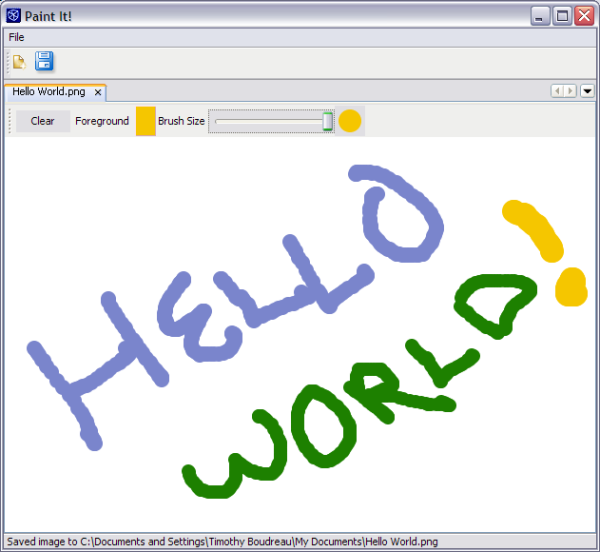 Paint It!
File
Hello World.png
Clear Foreground Brush Size
HELLO
WORLD!
Saved image to C:\Documents and Settings\Timothy Boudreau\My Documents\Hello World.png